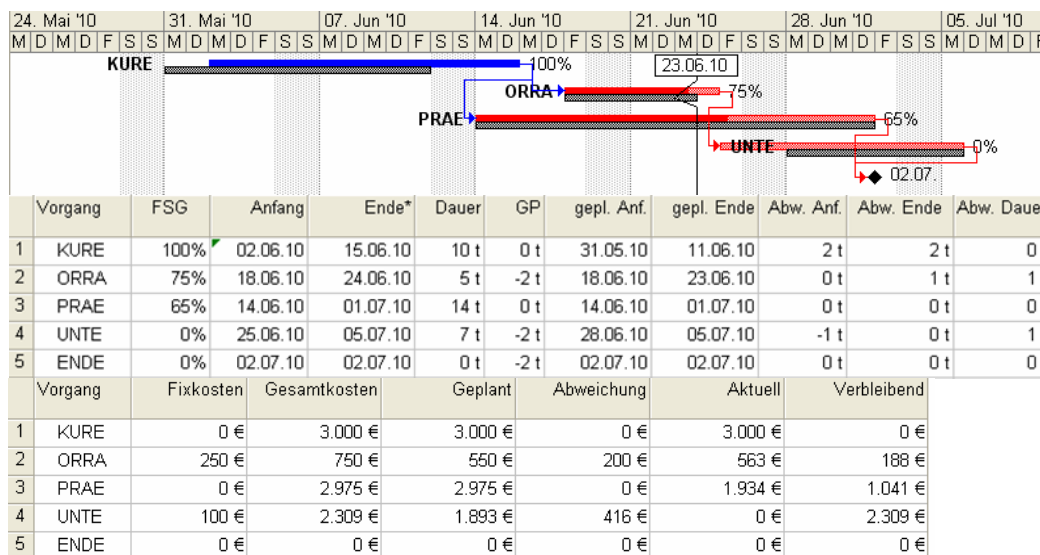 24. Mai '10 31. Mai '10 07. Jun '10 14. Jun '10 21. Jun '10 28. Jun '10 05. Jul '10
M D M D F S S M D M D F S S M D M D F S S M D M D F S S M D M D F S S M D M D F S S M D M D F
KURE 100% 23.06.10
ORRA 75%
PRAE 65%
UNTE 0%
02.07.
Vorgang FSG Anfang Ende* Dauer GP gepl. Anf. gepl. Ende Abw. Anf. Abw. Ende Abw. Daue
1 KURE 100% 02.06.10 15.06.10 10 t 0 t 31.05.10 11.06.10 2 t 2 t 0
2 ORRA 75% 18.06.10 24.06.10 5 t -2 t 18.06.10 23.06.10 0 t 1 t 1
3 PRAE 65% 14.06.10 01.07.10 14 t 0 t 14.06.10 01.07.10 0 t 0 t 0
4 UNTE 0% 25.06.10 05.07.10 7 t -2 t 28.06.10 05.07.10 -1 t 0 t 1
5 ENDE 0% 02.07.10 02.07.10 0 t -2 t 02.07.10 02.07.10 0 t 0 t 0
Vorgang Fixkosten Gesamtkosten Geplant Abweichung Aktuell Verbleibend
1 KURE 0 € 3.000 € 3.000 € 0 € 3.000 € 0 €
2 ORRA 250 € 750 € 550 € 200 € 563 € 188 €
3 PRAE 0 € 2.975 € 2.975 € 0 € 1.934 € 1.041 €
4 UNTE 100 € 2.309 € 1.893 € 416 € 0 € 2.309 €
5 ENDE 0 € 0 € 0 € 0 € 0 € 0 €